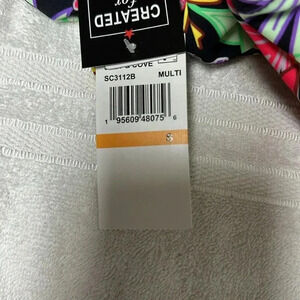 CREATED
for
COVE
SC3112B MULTI
1 95609 48075 6
S